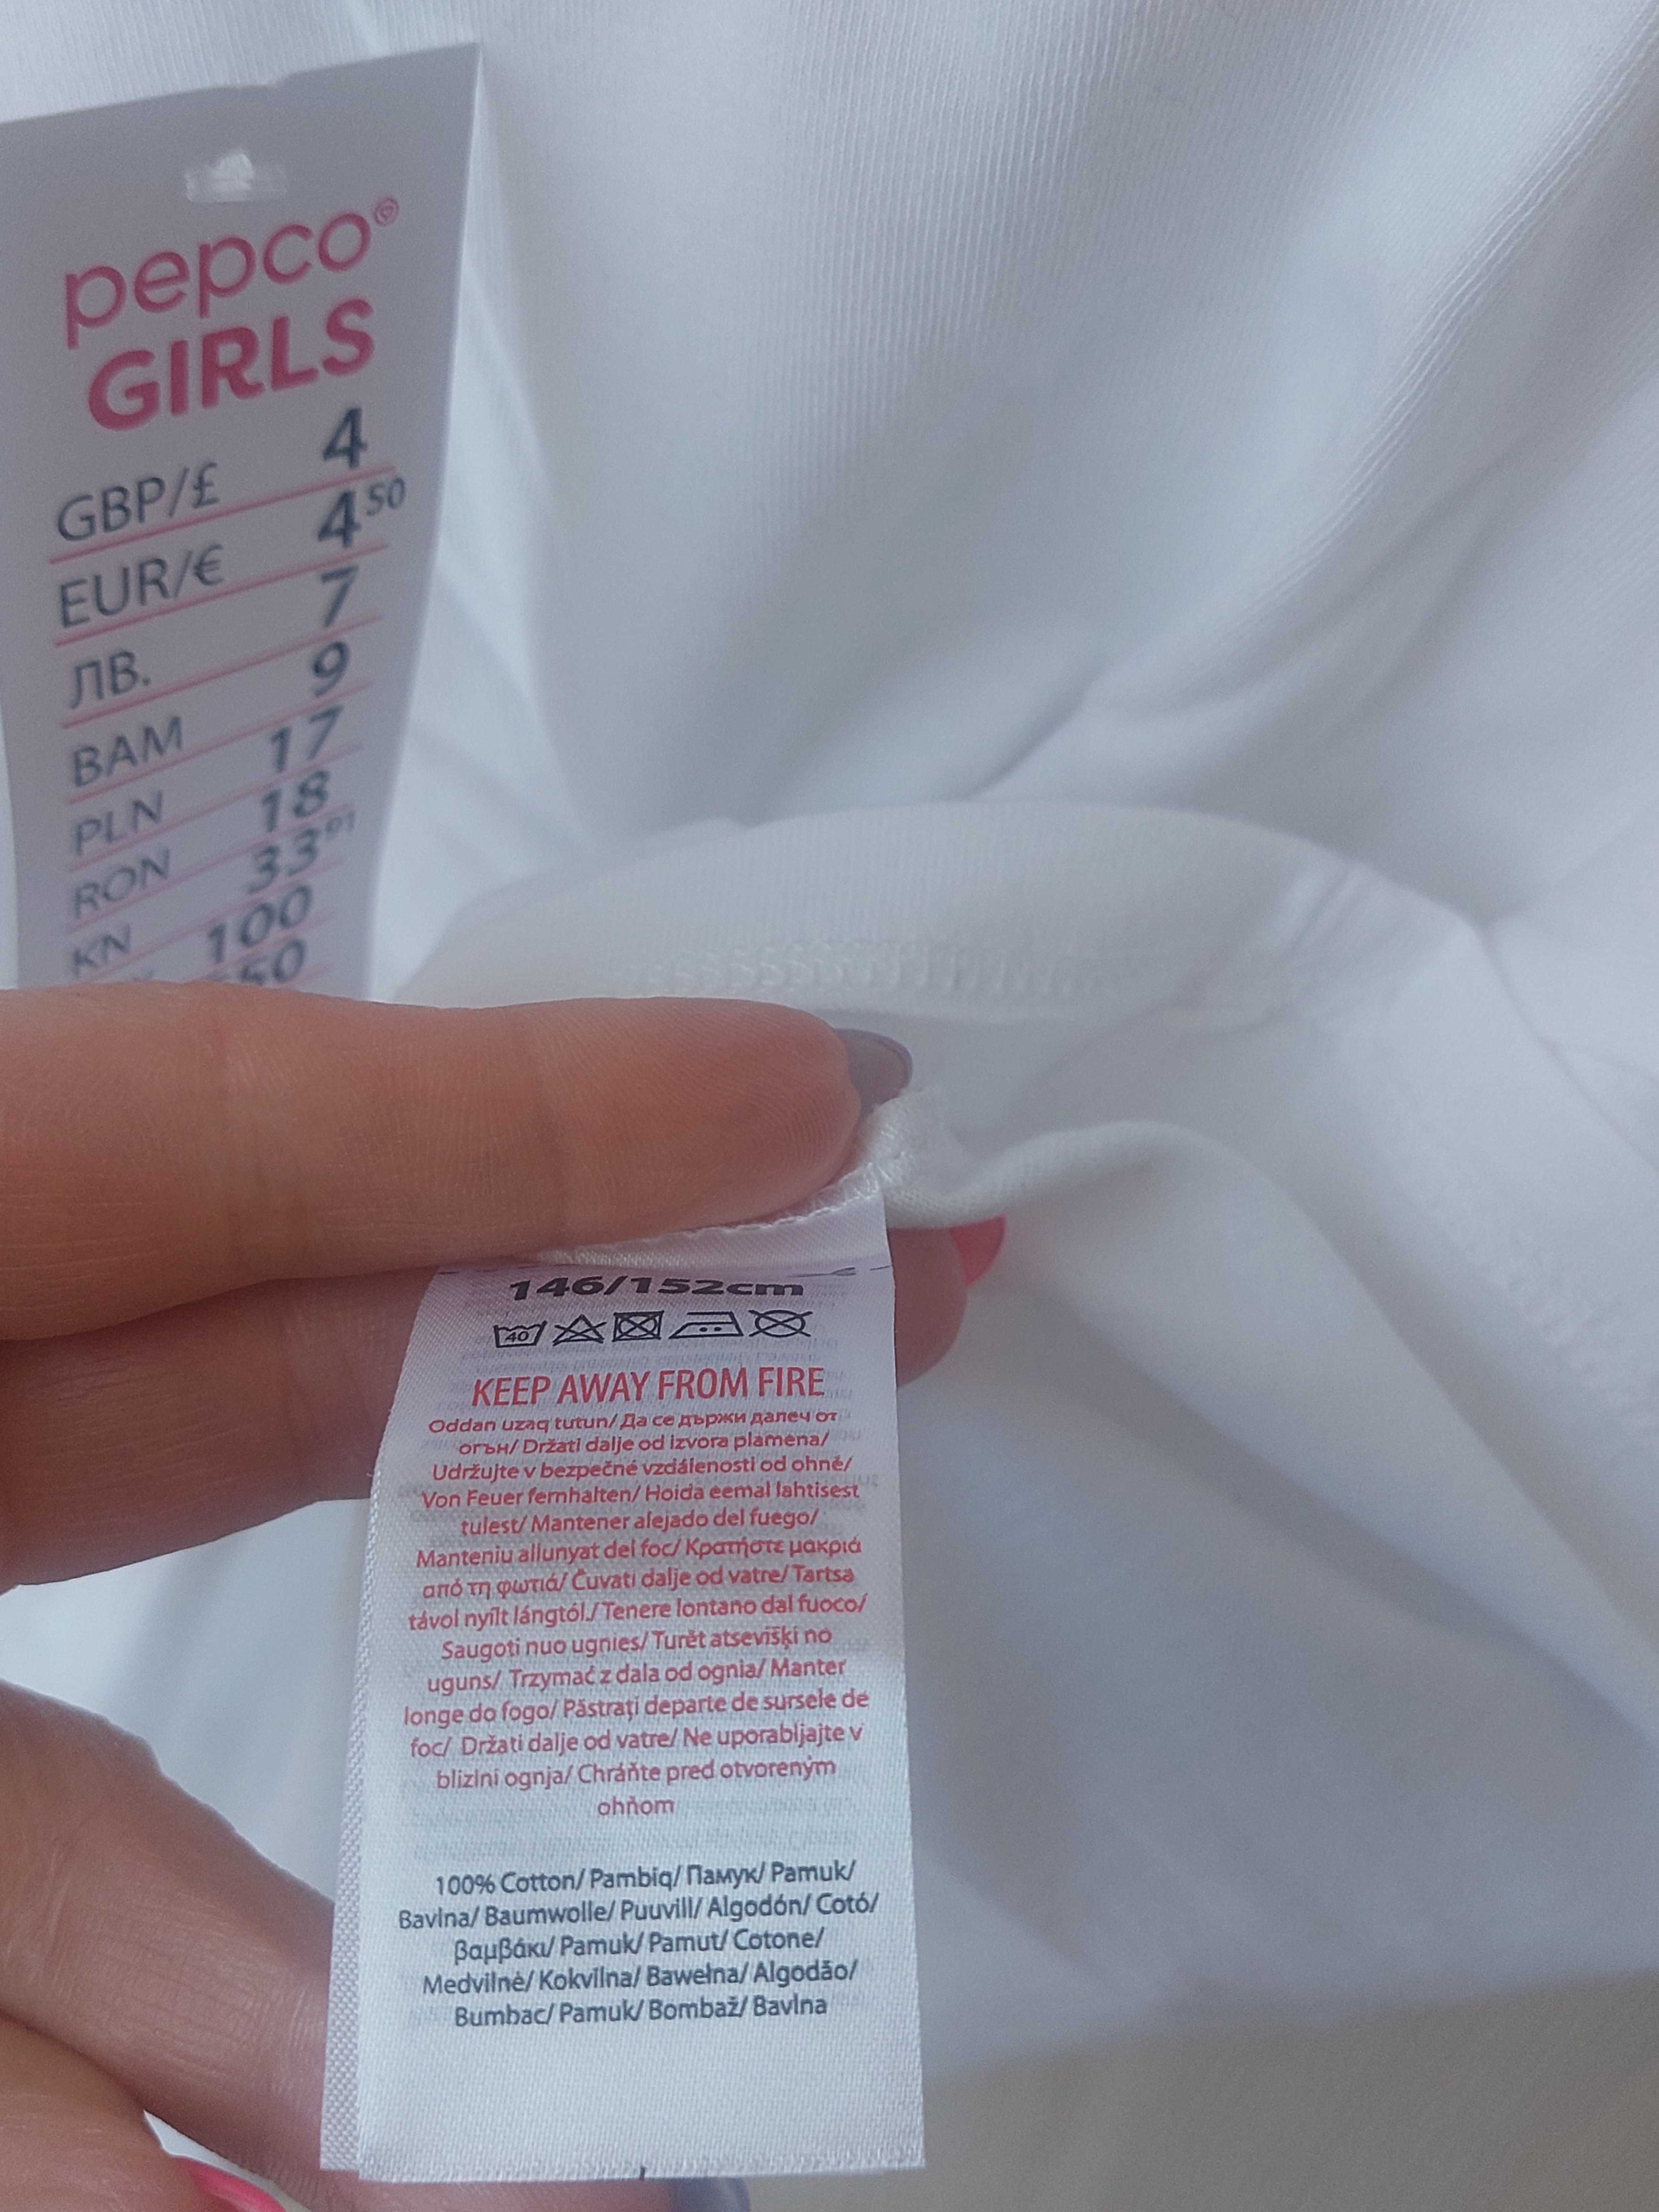 pepco®
GIRLS
GBP/£ 4
EUR/€ 4⁵⁰
ЛВ. 7
BAM 9
PLN 17
RON 18
KN 33⁹¹
100
50
146/152cm
40
KEEP AWAY FROM FIRE
Oddan uzaq tutun/ Да се държи далеч от
огън/ Držati dalje od izvora plamena/
Udržujte v bezpečné vzdálenosti od ohně/
Von Feuer fernhalten/ Hoida eemal lahtisest
tulest/ Mantener alejado del fuego/
Manteniu allunyat del foc/ Κρατήστε μακριά
από τη φωτιά/ Čuvati dalje od vatre/ Tartsa
távol nyílt lángtól./ Tenere lontano dal fuoco/
Saugoti nuo ugnies/ Turēt atsevišķi no
uguns/ Trzymać z dala od ognia/ Manter
longe do fogo/ Păstrați departe de sursele de
foc/ Držati dalje od vatre/ Ne uporabljajte v
blizini ognja/ Chráňte pred otvoreným
ohňom
100% Cotton/ Pambiq/ Памук/ Pamuk/
Bavlna/ Baumwolle/ Puuvill/ Algodón/ Cotó/
βαμβάκι/ Pamuk/ Pamut/ Cotone/
Medvilnė/ Kokvilna/ Bawełna/ Algodão/
Bumbac/ Pamuk/ Bombaž/ Bavlna